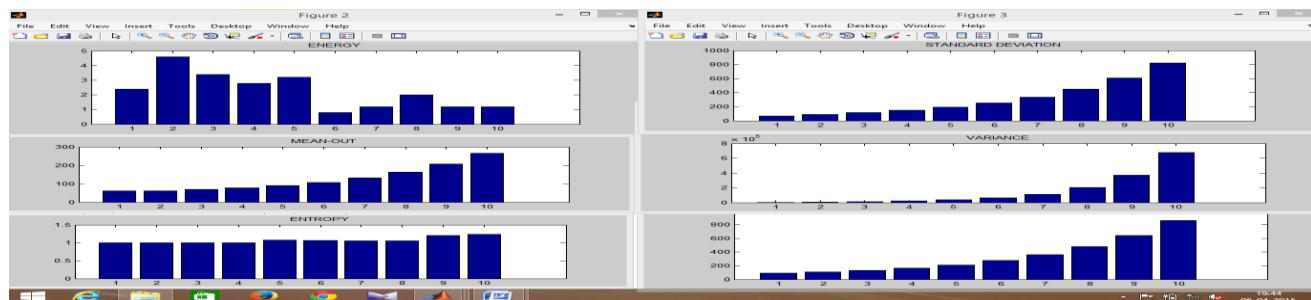 Figure 2
File Edit View Insert Tools Desktop Window Help
ENERGY
5
4
3
2
1
0
1 2 3 4 5 6 7 8 9 10
MEAN-OUT
300
200
100
0
1 2 3 4 5 6 7 8 9 10
ENTROPY
1.5
1
0.5
0
1 2 3 4 5 6 7 8 9 10
Figure 3
File Edit View Insert Tools Desktop Window Help
STANDARD DEVIATION
1000
800
600
400
200
0
1 2 3 4 5 6 7 8 9 10
× 10⁵
VARIANCE
8
6
4
2
0
1 2 3 4 5 6 7 8 9 10
800
600
400
200
0
1 2 3 4 5 6 7 8 9 10
19:44